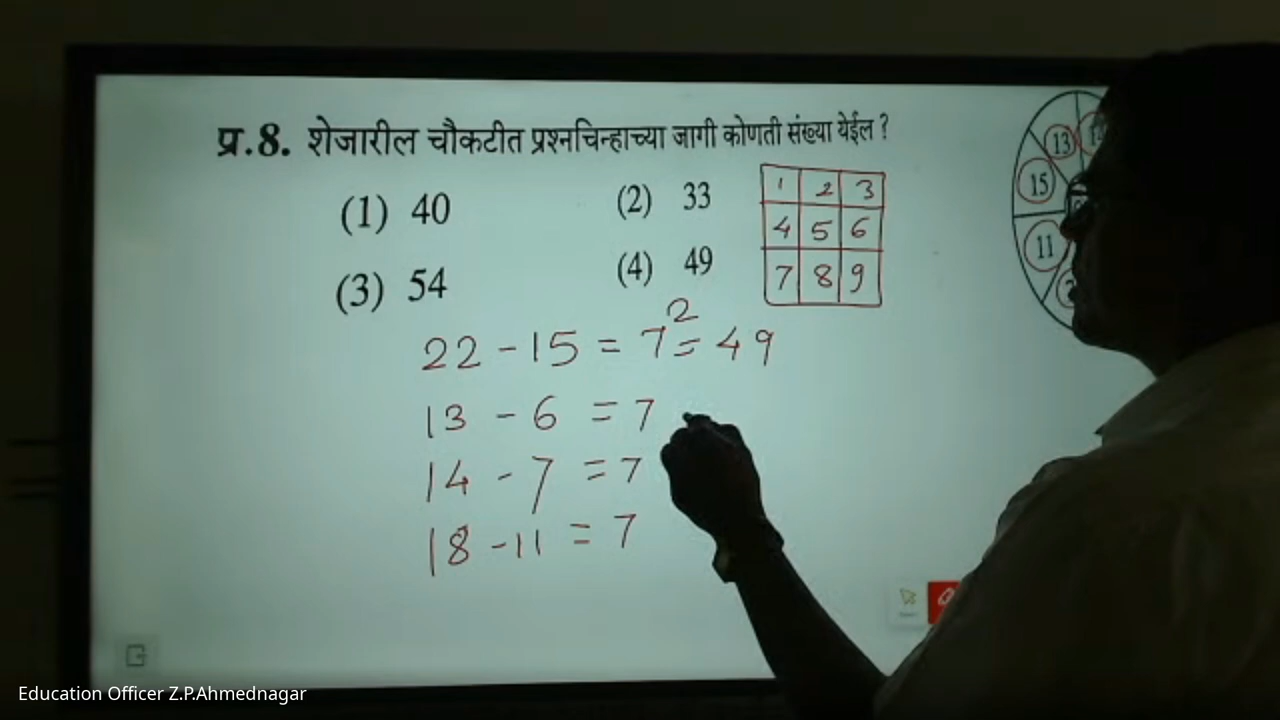 प्र.8. शेजारील चौकटीत प्रश्नचिन्हाच्या जागी कोणती संख्या येईल ?
(1) 40 (2) 33
(3) 54 (4) 49
1 2 3
4 5 6
7 8 9
13
15
11
22 - 15 = 7² = 49
13 - 6 = 7
14 - 7 = 7
18 - 11 = 7
Education Officer Z.P.Ahmednagar